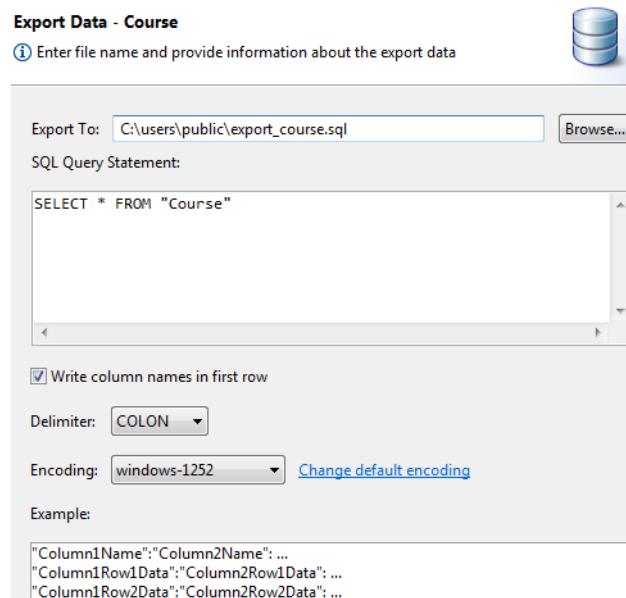 Export Data - Course
Enter file name and provide information about the export data
Export To: C:\users\public\export_course.sql Browse...
SQL Query Statement:
SELECT * FROM "Course"
Write column names in first row
Delimiter: COLON
Encoding: windows-1252 Change default encoding
Example:
"Column1Name":"Column2Name": ...
"Column1Row1Data":"Column2Row1Data": ...
"Column1Row2Data":"Column2Row2Data": ...